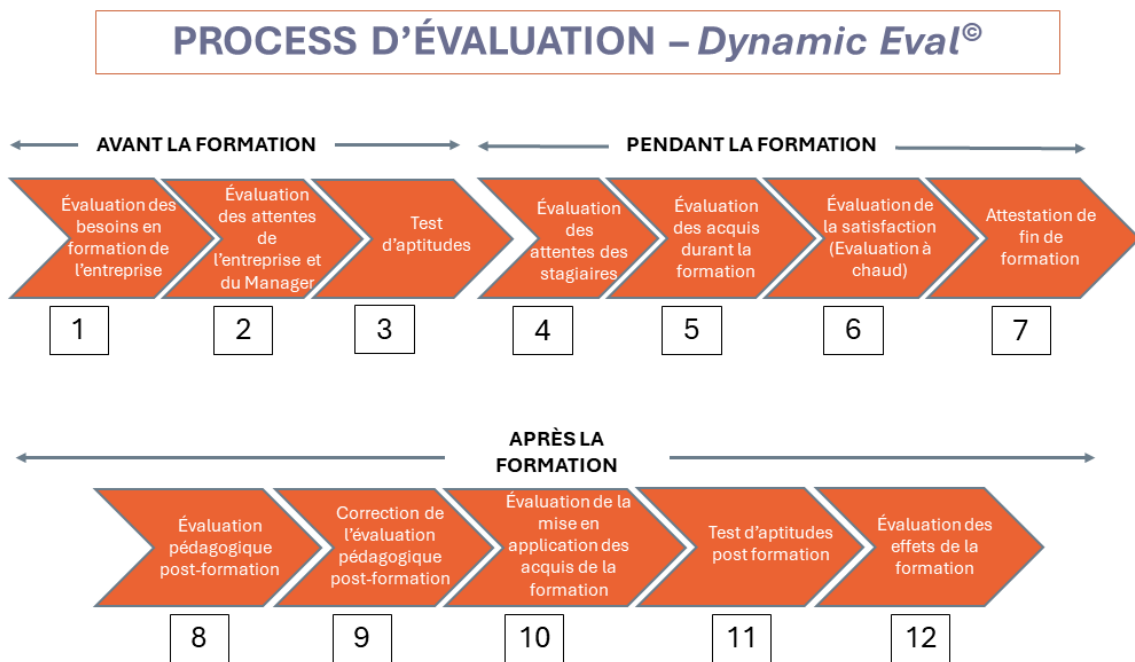 PROCESS D'ÉVALUATION – Dynamic Eval©
AVANT LA FORMATION
PENDANT LA FORMATION
Évaluation des
besoins en
formation de
l'entreprise
Évaluation
des attentes
de
l'entreprise et
du Manager
Test
d'aptitudes
Évaluation
des
attentes des
stagiaires
Évaluation
des acquis
durant la
formation
Évaluation de
la satisfaction
(Evaluation à
chaud)
Attestation de
fin de
formation
1
2
3
4
5
6
7
APRÈS LA
FORMATION
Évaluation
pédagogique
post-formation
Correction de
l'évaluation
pédagogique
post-formation
Évaluation de la
mise en
application des
acquis de la
formation
Test d'aptitudes
post formation
Évaluation des
effets de la
formation
8
9
10
11
12